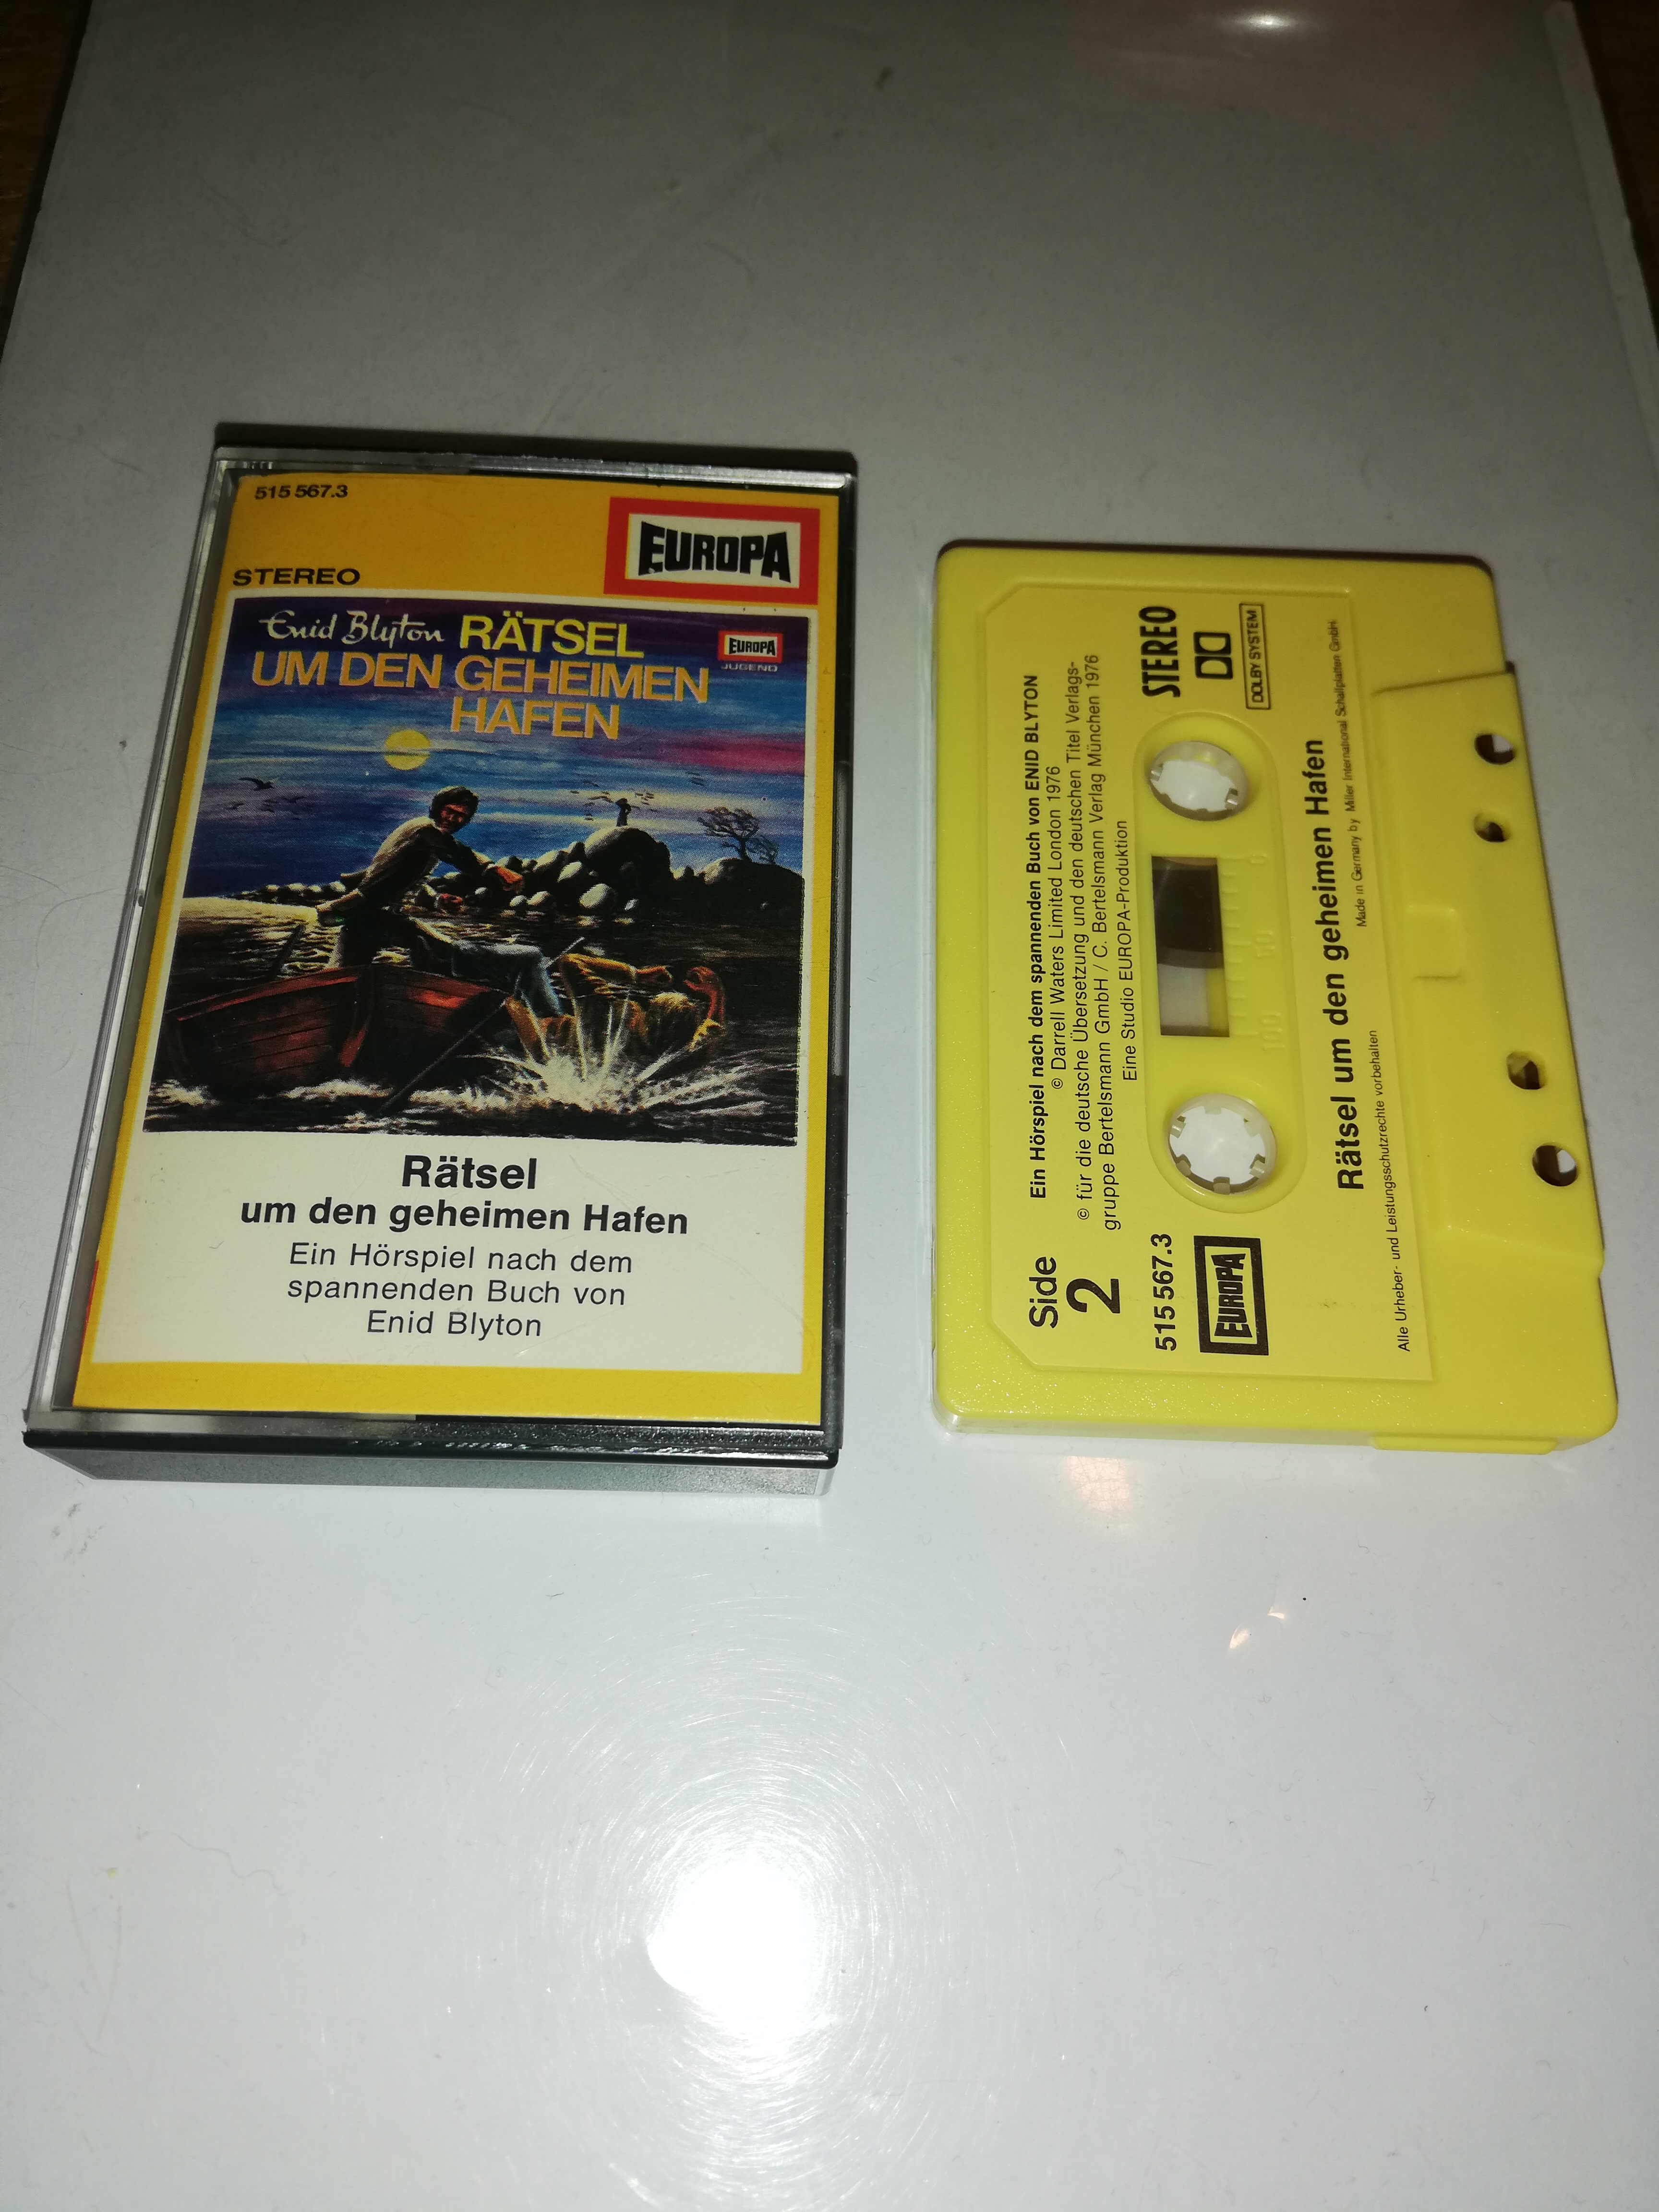 515 567.3
EUROPA
STEREO
Enid Blyton RÄTSEL
UM DEN GEHEIMEN
HAFEN
EUROPA
JUGEND
Rätsel
um den geheimen Hafen
Ein Hörspiel nach dem
spannenden Buch von
Enid Blyton
Side
2
Ein Hörspiel nach dem spannenden Buch von ENID BLYTON
© Darrell Waters Limited London 1976
© für die deutsche Übersetzung und den deutschen Titel Verlags-
gruppe Bertelsmann GmbH / C. Bertelsmann Verlag München 1976
Eine Studio EUROPA-Produktion
515 567.3
STEREO
EUROPA
DOLBY SYSTEM
100 50 0
Rätsel um den geheimen Hafen
Made in Germany by Miller International Schallplatten GmbH
Alle Urheber- und Leistungsschutzrechte vorbehalten